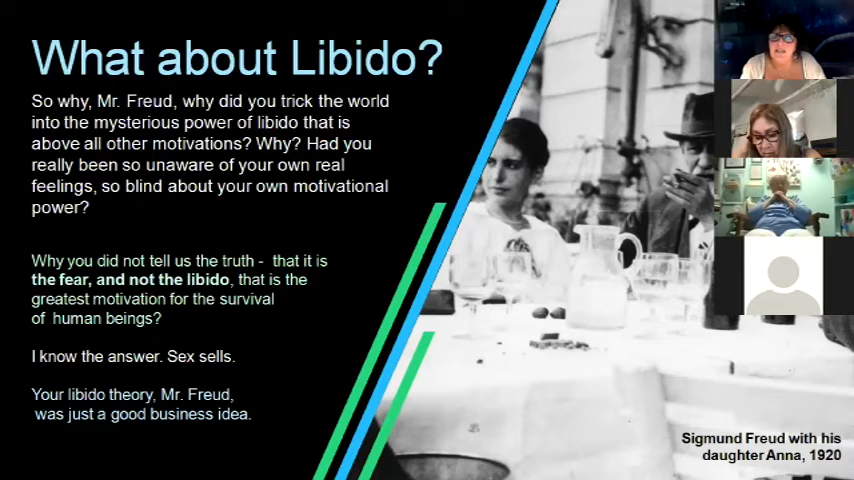 What about Libido?
So why, Mr. Freud, why did you trick the world
into the mysterious power of libido that is
above all other motivations? Why? Had you
really been so unaware of your own real
feelings, so blind about your own motivational
power?
Why you did not tell us the truth - that it is
the fear, and not the libido, that is the
greatest motivation for the survival
of human beings?
I know the answer. Sex sells.
Your libido theory, Mr. Freud,
was just a good business idea.
Sigmund Freud with his
daughter Anna, 1920